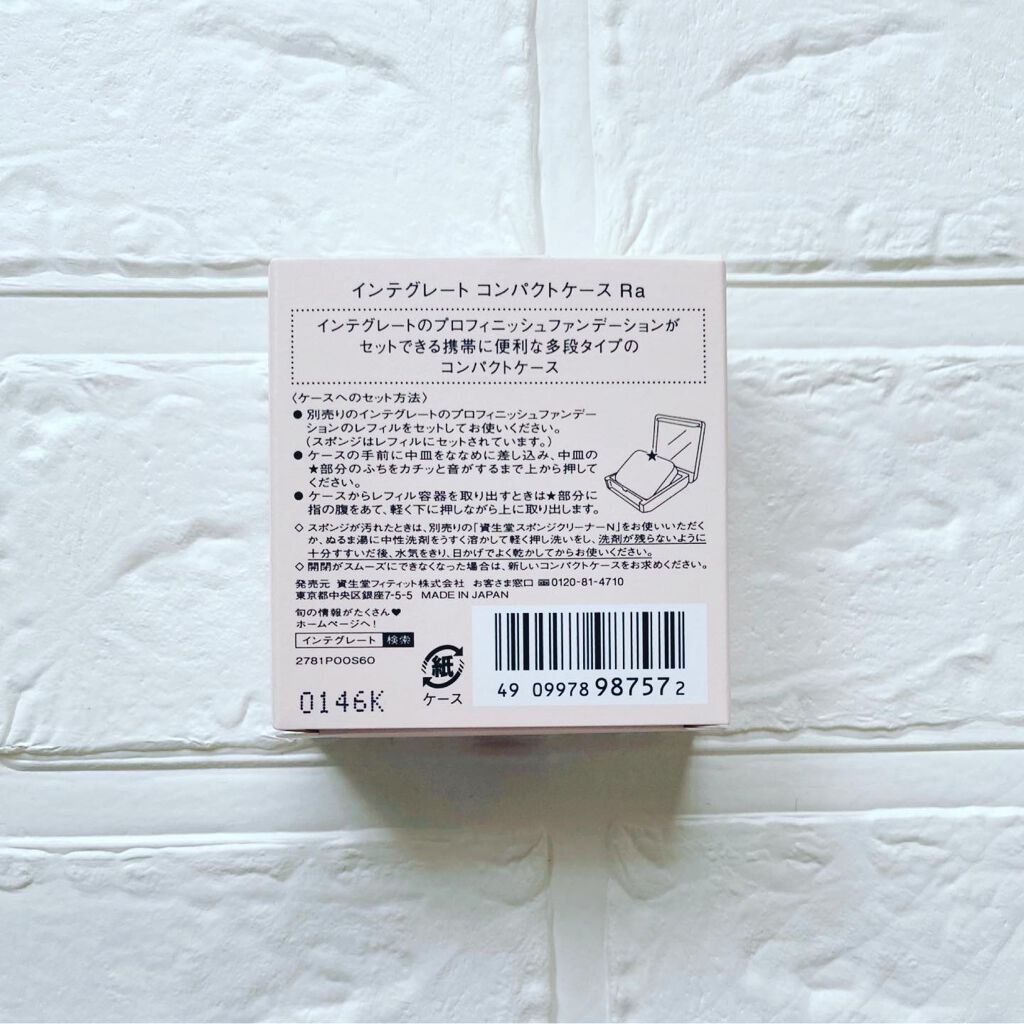 インテグレート コンパクトケース Ra
インテグレートのプロフィニッシュファンデーションが
セットできる携帯に便利な多段タイプの
コンパクトケース
〈ケースへのセット方法〉
● 別売りのインテグレートのプロフィニッシュファンデー
ションのレフィルをセットしてお使いください。
(スポンジはレフィルにセットされています。)
● ケースの手前に中皿をななめに差し込み、中皿の
★部分のふちをカチッと音がするまで上から押して
ください。
● ケースからレフィル容器を取り出すときは★部分に
指の腹をあて、軽く下に押しながら上に取り出します。
★
◇ スポンジが汚れたときは、別売りの「資生堂スポンジクリーナーN」をお使いいただく
か、ぬるま湯に中性洗剤をうすく溶かして軽く押し洗いをし、洗剤が残らないように
十分すすいだ後、水気をきり、日かげでよく乾かしてからお使いください。
◇ 開閉がスムーズにできなくなった場合は、新しいコンパクトケースをお求めください。
発売元 資生堂フィティット株式会社 お客さま窓口 0120-81-4710
東京都中央区銀座7-5-5 MADE IN JAPAN
旬の情報がたくさん♥
ホームページへ!
インテグレート 検索
2781P00S60
0146K
紙
ケース
49 09978 98757 2